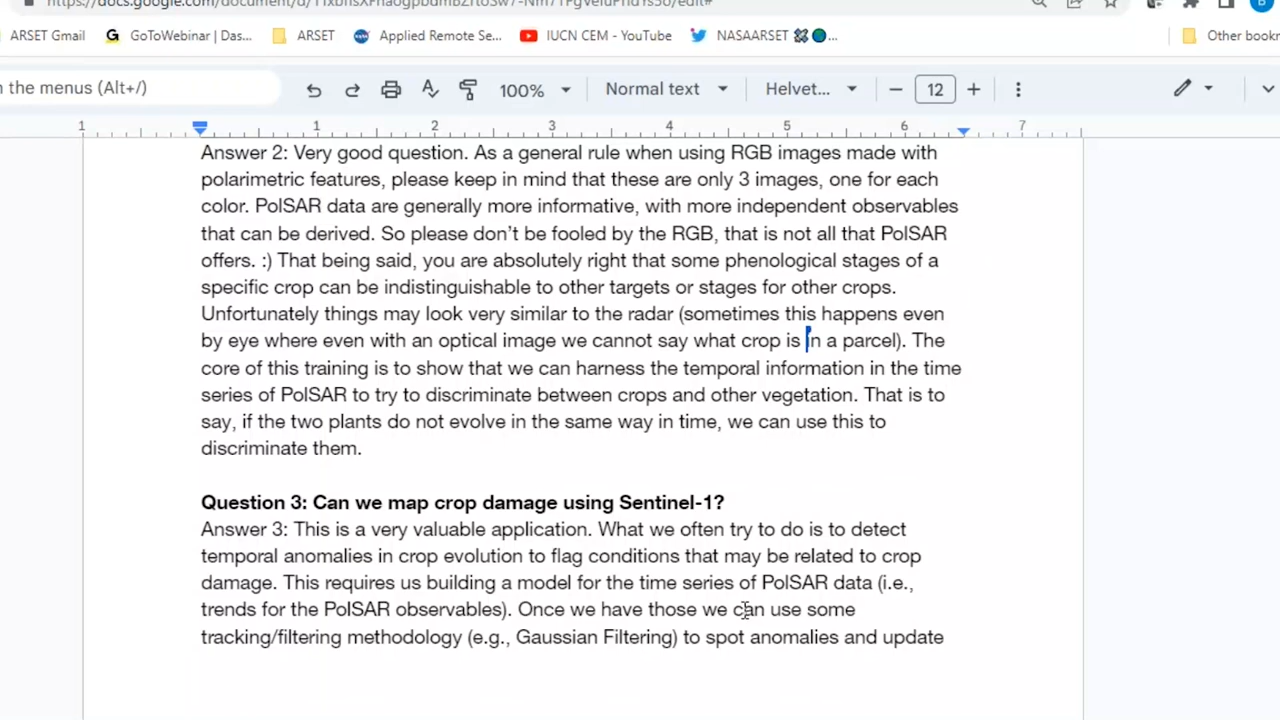 ARSET Gmail GoToWebinar | Das... ARSET Applied Remote Se... IUCN CEM - YouTube NASAARSET Other bookr
n the menus (Alt+/) 100% Normal text Helvet... 12
1 1 2 3 4 5 6 7
Answer 2: Very good question. As a general rule when using RGB images made with
polarimetric features, please keep in mind that these are only 3 images, one for each
color. PolSAR data are generally more informative, with more independent observables
that can be derived. So please don't be fooled by the RGB, that is not all that PolSAR
offers. :) That being said, you are absolutely right that some phenological stages of a
specific crop can be indistinguishable to other targets or stages for other crops.
Unfortunately things may look very similar to the radar (sometimes this happens even
by eye where even with an optical image we cannot say what crop is in a parcel). The
core of this training is to show that we can harness the temporal information in the time
series of PolSAR to try to discriminate between crops and other vegetation. That is to
say, if the two plants do not evolve in the same way in time, we can use this to
discriminate them.
Question 3: Can we map crop damage using Sentinel-1?
Answer 3: This is a very valuable application. What we often try to do is to detect
temporal anomalies in crop evolution to flag conditions that may be related to crop
damage. This requires us building a model for the time series of PolSAR data (i.e.,
trends for the PolSAR observables). Once we have those we can use some
tracking/filtering methodology (e.g., Gaussian Filtering) to spot anomalies and update